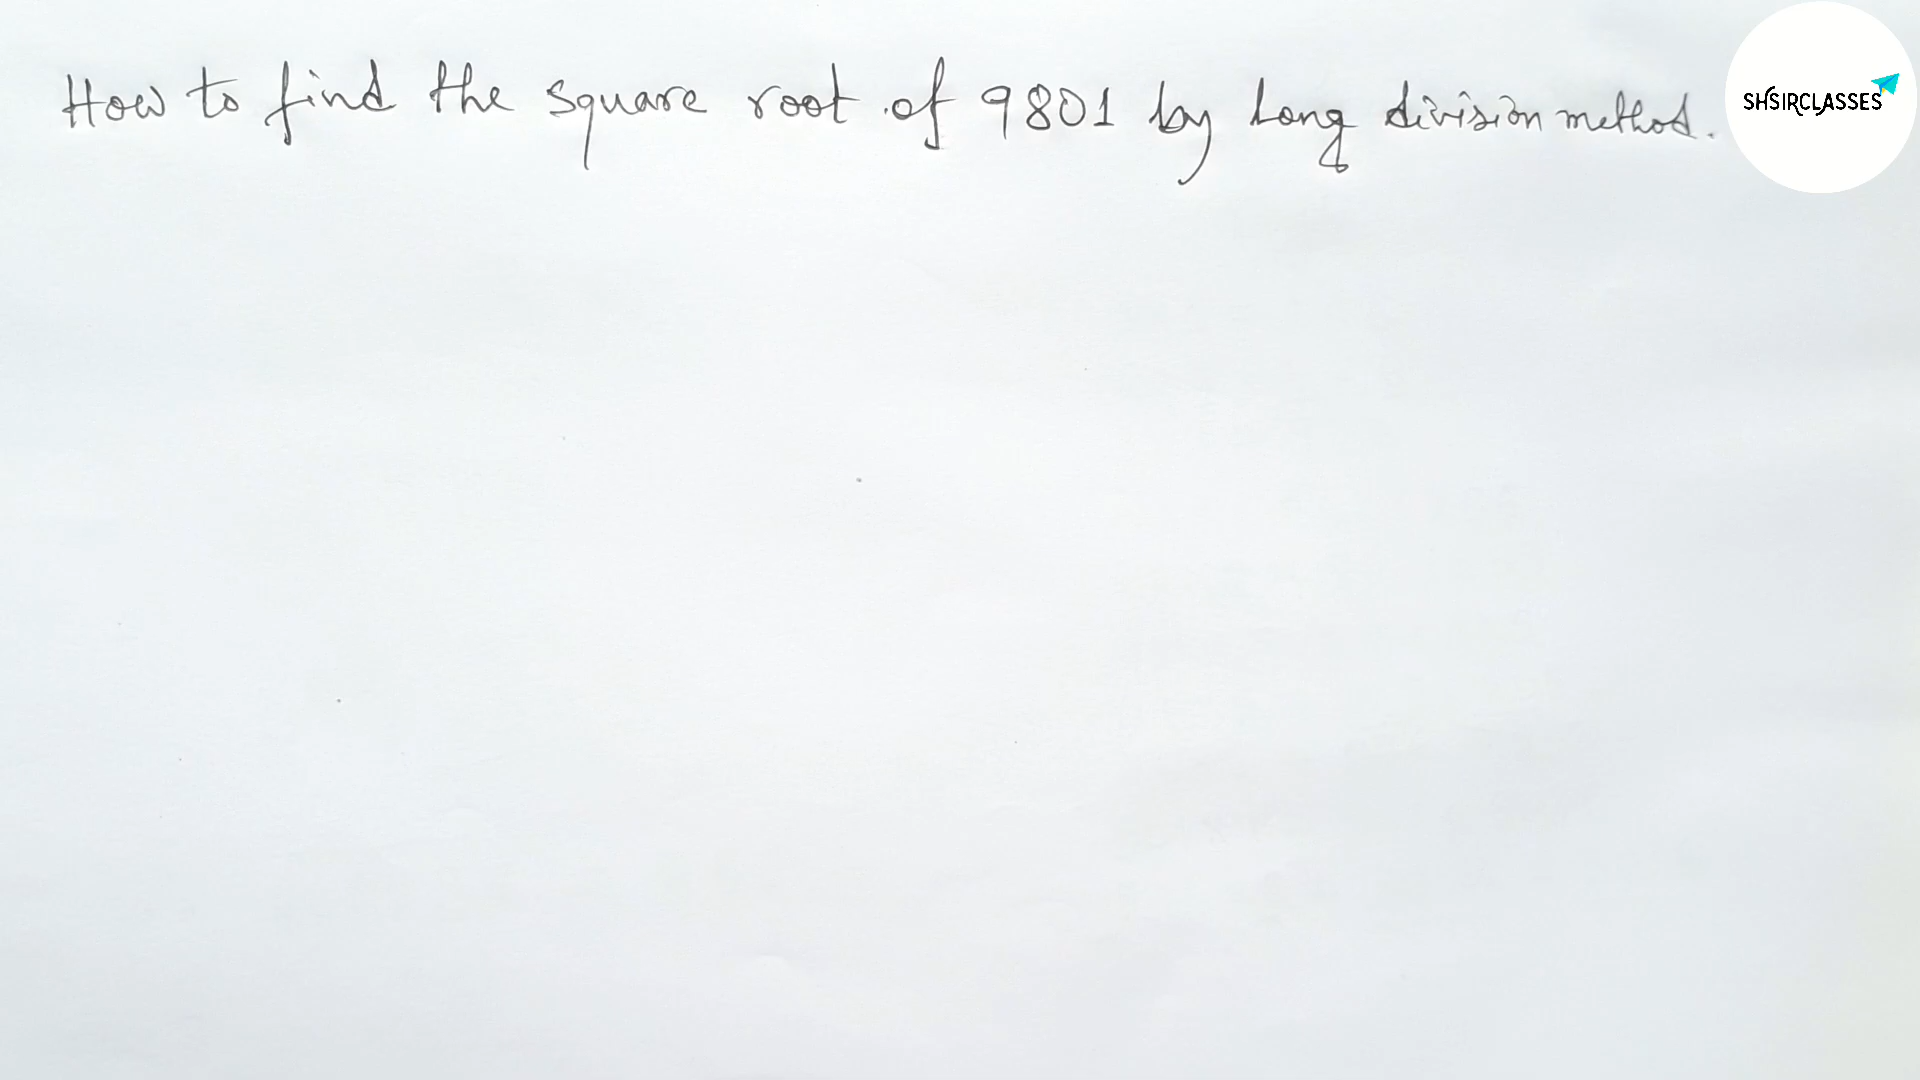 How to find the square root of 9801 by long division method.
SHSIRCLASSES